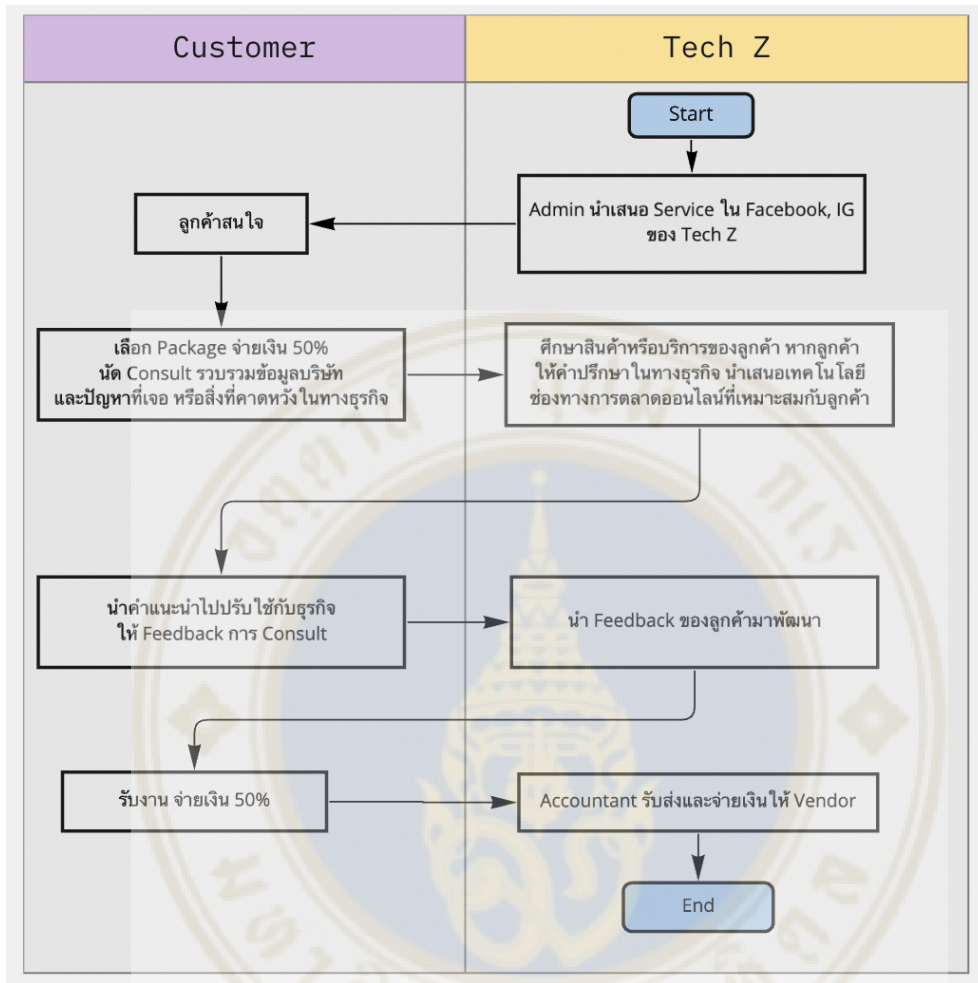 Customer
Tech Z
Start
Admin นำเสนอ Service ใน Facebook, IG
ของ Tech Z
ลูกค้าสนใจ
เลือก Package จ่ายเงิน 50%
นัด Consult รวบรวมข้อมูลบริษัท
และปัญหาที่เจอ หรือสิ่งที่คาดหวังในทางธุรกิจ
ศึกษาสินค้าหรือบริการของลูกค้า หากลูกค้า
ให้คำปรึกษาในทางธุรกิจ นำเสนอเทคโนโลยี
ช่องทางการตลาดออนไลน์ที่เหมาะสมกับลูกค้า
นำคำแนะนำไปปรับใช้กับธุรกิจ
ให้ Feedback การ Consult
นำ Feedback ของลูกค้ามาพัฒนา
รับงาน จ่ายเงิน 50%
Accountant รับส่งและจ่ายเงินให้ Vendor
End